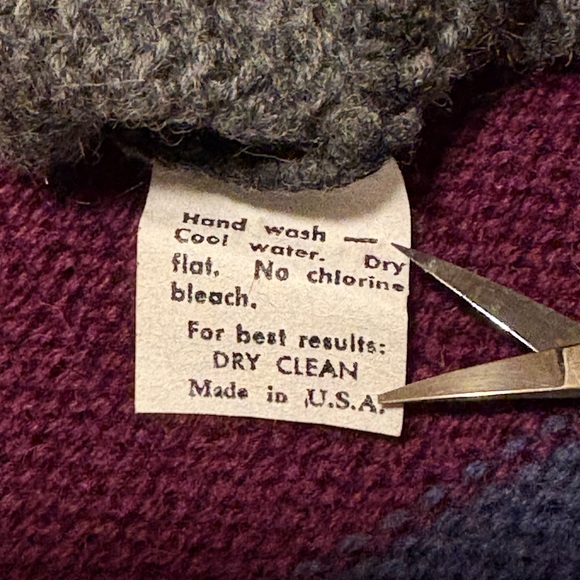 Hand wash —
Cool water. Dry
flat. No chlorine
bleach.
For best results:
DRY CLEAN
Made in U.S.A.